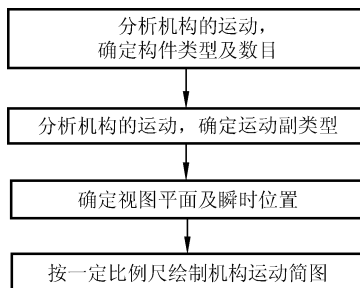 分析机构的运动，
确定构件类型及数目
分析机构的运动，确定运动副类型
确定视图平面及瞬时位置
按一定比例尺绘制机构运动简图